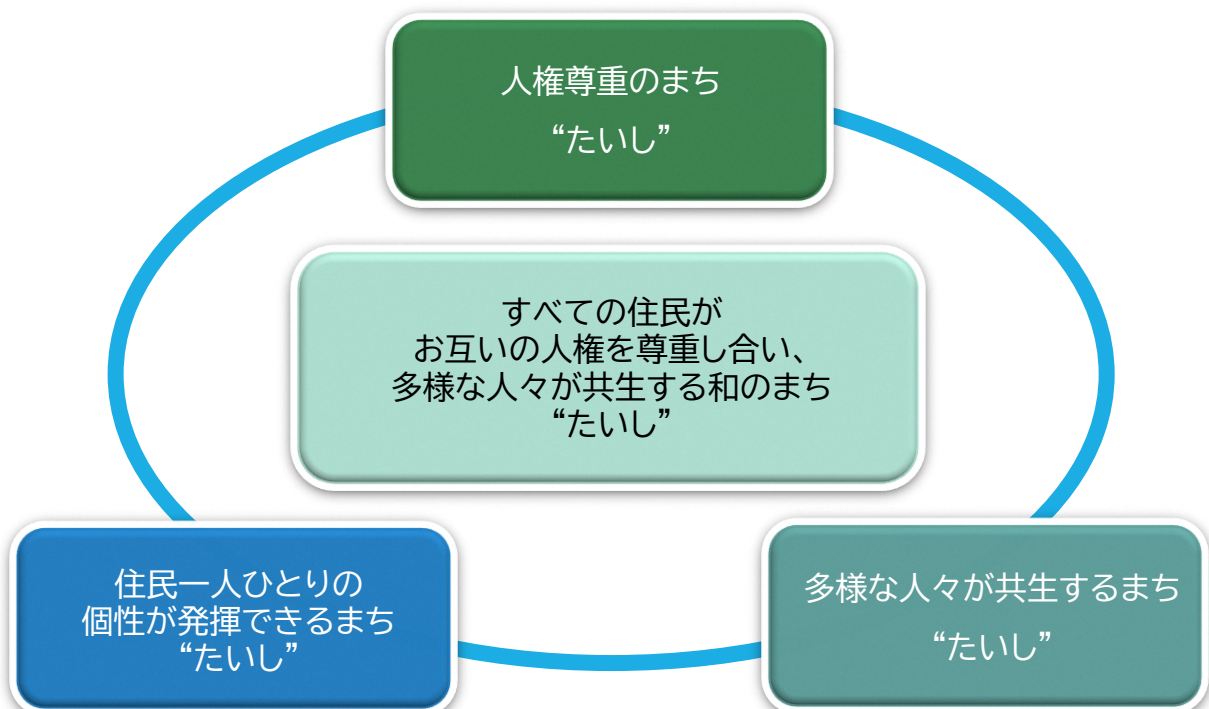 人権尊重のまち
“たいし”
すべての住民が
お互いの人権を尊重し合い、
多様な人々が共生する和のまち
“たいし”
住民一人ひとりの
個性が発揮できるまち
“たいし”
多様な人々が共生するまち
“たいし”